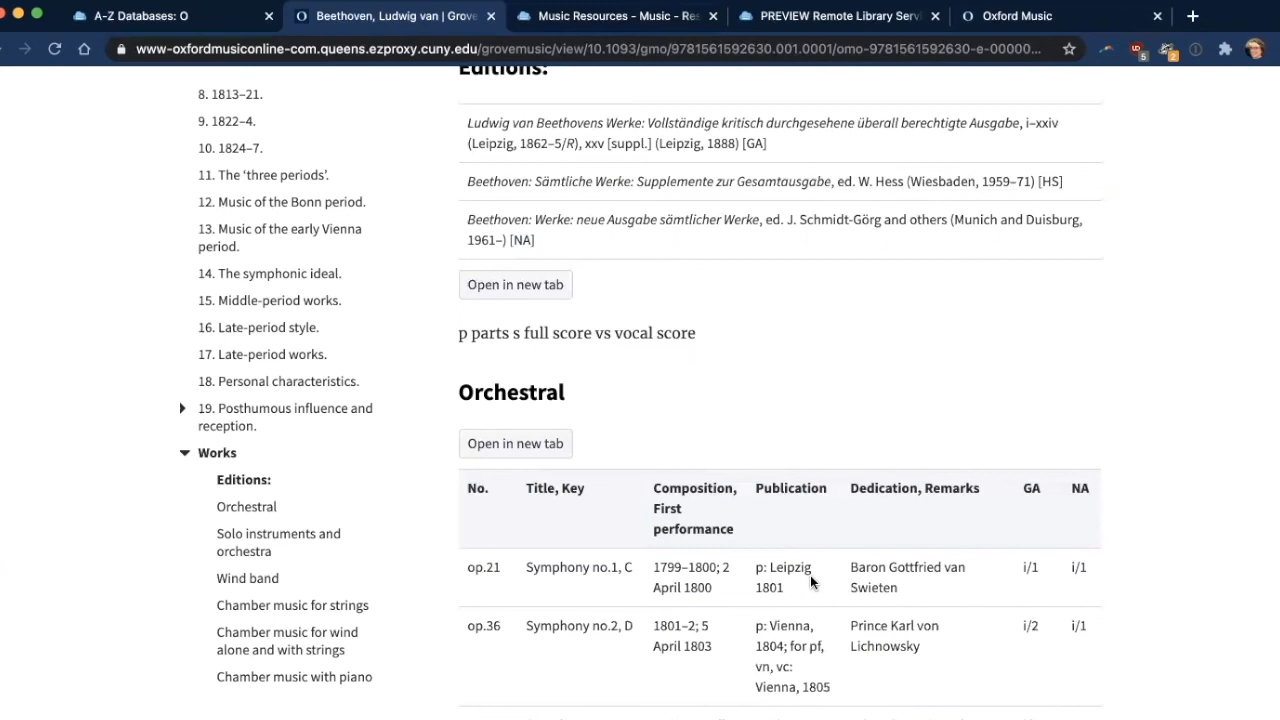 A-Z Databases: O
Beethoven, Ludwig van | Grove
Music Resources - Music - Res
PREVIEW Remote Library Servi
Oxford Music
www-oxfordmusiconline-com.queens.ezproxy.cuny.edu/grovemusic/view/10.1093/gmo/9781561592630.001.0001/omo-9781561592630-e-00000...
5
2
8. 1813–21.
9. 1822–4.
10. 1824–7.
11. The ‘three periods’.
12. Music of the Bonn period.
13. Music of the early Vienna
period.
14. The symphonic ideal.
15. Middle-period works.
16. Late-period style.
17. Late-period works.
18. Personal characteristics.
19. Posthumous influence and
reception.
Works
Editions:
Orchestral
Solo instruments and
orchestra
Wind band
Chamber music for strings
Chamber music for wind
alone and with strings
Chamber music with piano
Editions:
Ludwig van Beethovens Werke: Vollständige kritisch durchgesehene überall berechtigte Ausgabe, i–xxiv
(Leipzig, 1862–5/R), xxv [suppl.] (Leipzig, 1888) [GA]
Beethoven: Sämtliche Werke: Supplemente zur Gesamtausgabe, ed. W. Hess (Wiesbaden, 1959–71) [HS]
Beethoven: Werke: neue Ausgabe sämtlicher Werke, ed. J. Schmidt-Görg and others (Munich and Duisburg,
1961–) [NA]
Open in new tab
p parts s full score vs vocal score
Orchestral
Open in new tab
No. Title, Key Composition, Publication Dedication, Remarks GA NA
First
performance
op.21 Symphony no.1, C 1799–1800; 2 p: Leipzig Baron Gottfried van i/1 i/1
April 1800 1801 Swieten
op.36 Symphony no.2, D 1801–2; 5 p: Vienna, Prince Karl von i/2 i/1
April 1803 1804; for pf, Lichnowsky
vn, vc:
Vienna, 1805